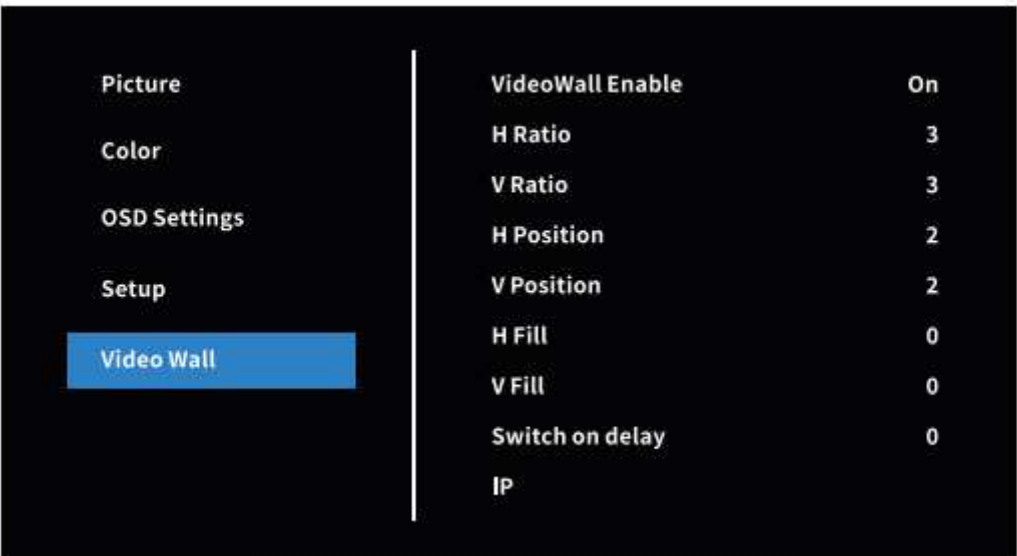 Picture
Color
OSD Settings
Setup
Video Wall
VideoWall Enable On
H Ratio 3
V Ratio 3
H Position 2
V Position 2
H Fill 0
V Fill 0
Switch on delay 0
IP